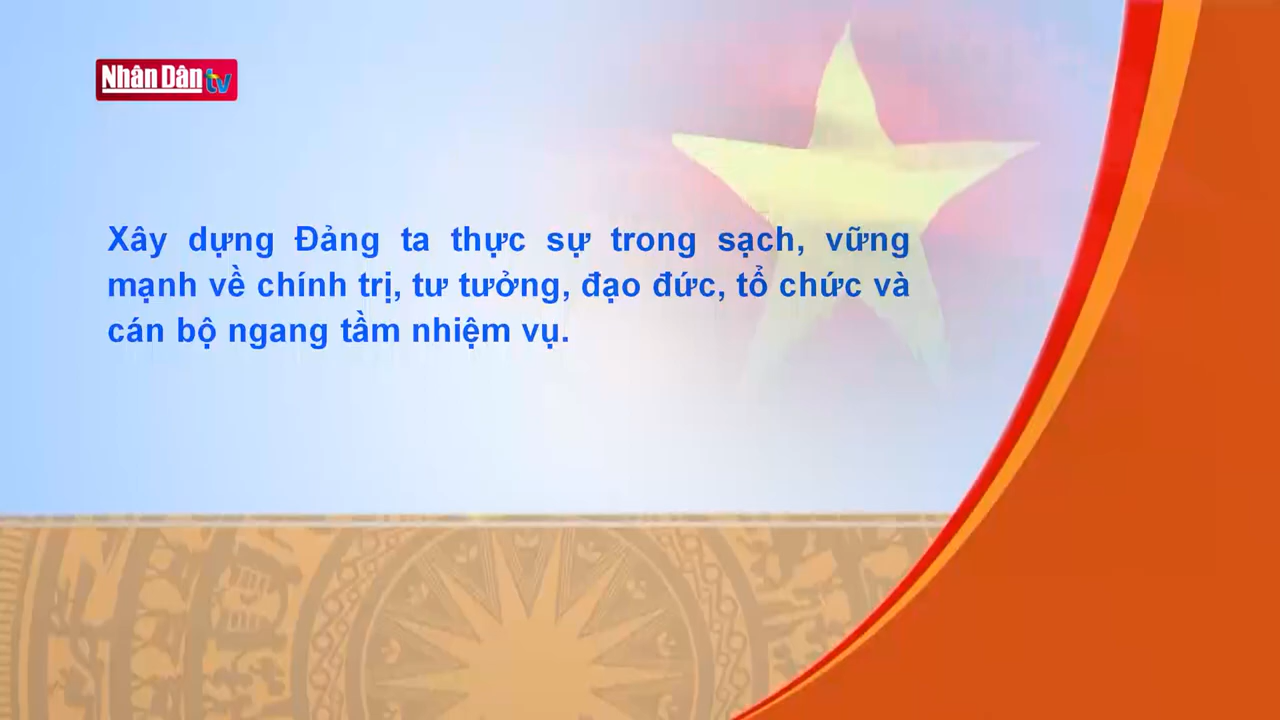 Nhân Dân tv
Xây dựng Đảng ta thực sự trong sạch, vững
mạnh về chính trị, tư tưởng, đạo đức, tổ chức và
cán bộ ngang tầm nhiệm vụ.